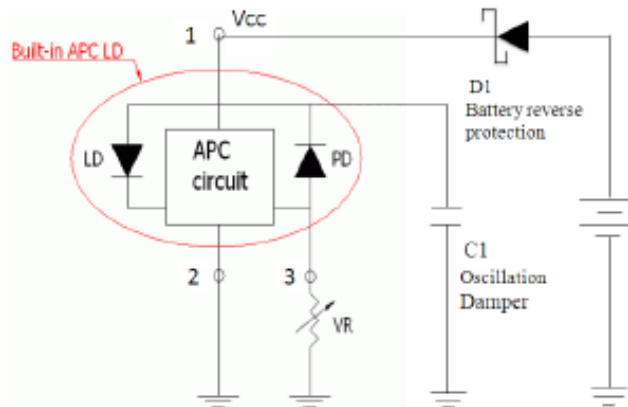 1
Vcc
Built-in APC LD
D1
Battery reverse
protection
LD
APC
circuit
PD
C1
Oscillation
Damper
2
3
VR